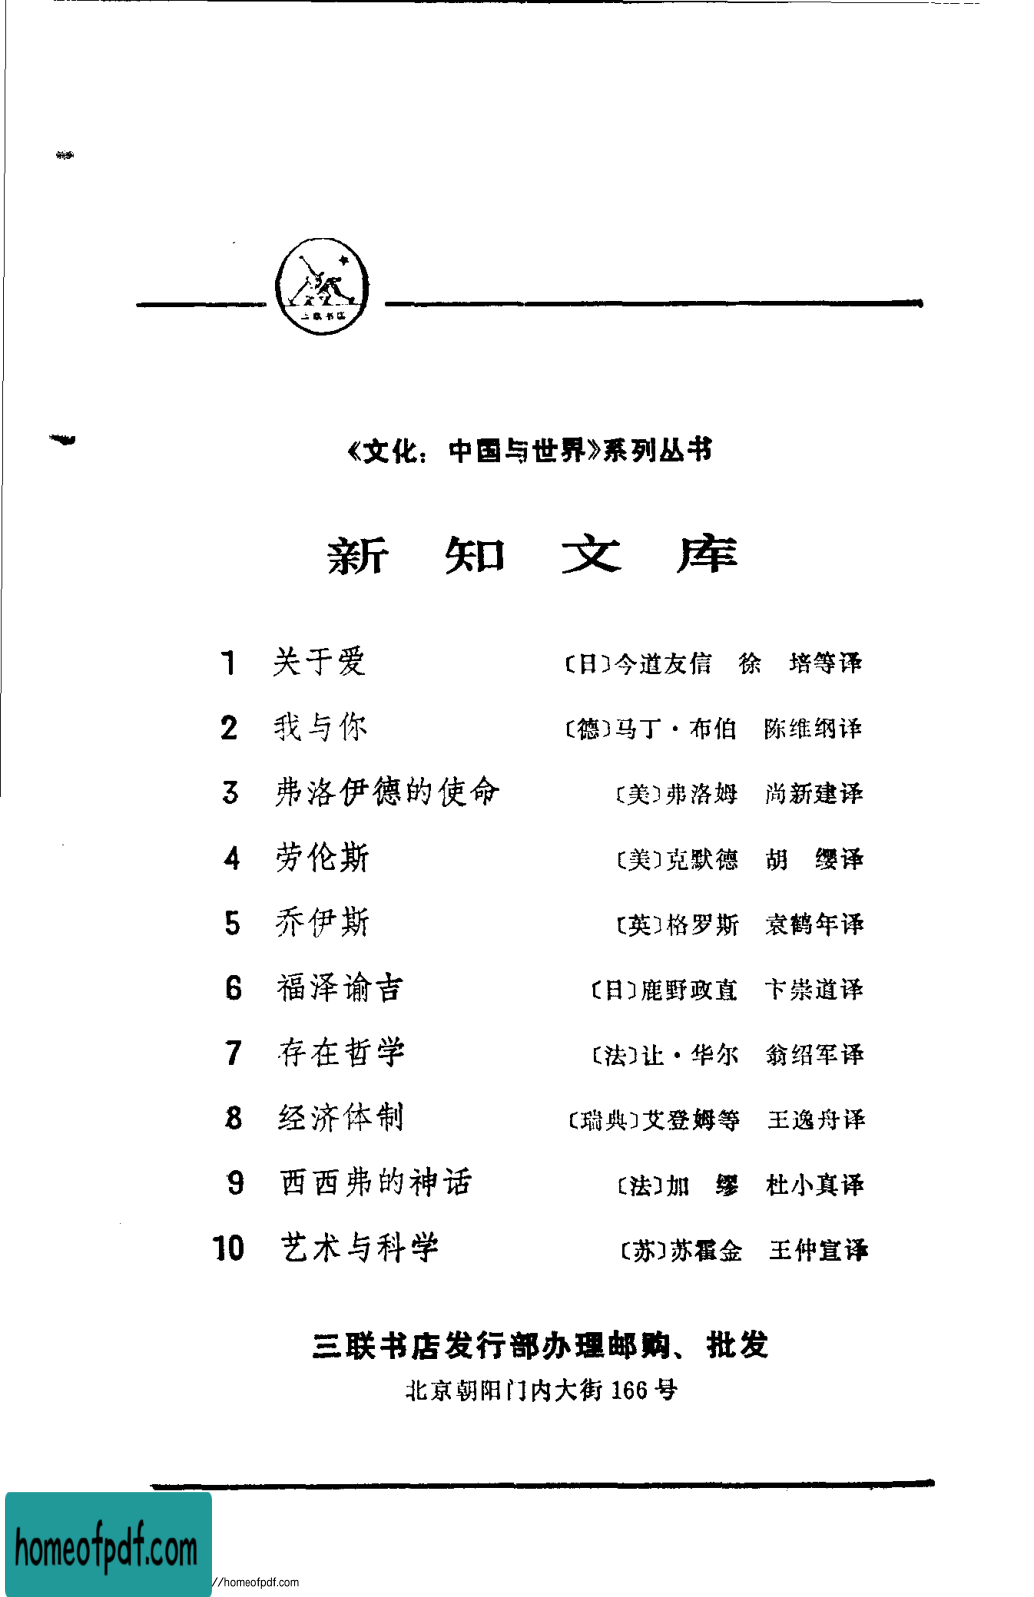 三联书店
《文化：中国与世界》系列丛书
新知文库
1 关于爱 〔日〕今道友信 徐 培等译
2 我与你 〔德〕马丁·布伯 陈维纲译
3 弗洛伊德的使命 〔美〕弗洛姆 尚新建译
4 劳伦斯 〔美〕克默德 胡 缨译
5 乔伊斯 〔英〕格罗斯 袁鹤年译
6 福泽谕吉 〔日〕鹿野政直 卞崇道译
7 存在哲学 〔法〕让·华尔 翁绍军译
8 经济体制 〔瑞典〕艾登姆等 王逸舟译
9 西西弗的神话 〔法〕加 缪 杜小真译
10 艺术与科学 〔苏〕苏霍金 王仲宣译
三联书店发行部办理邮购、批发
北京朝阳门内大街 166 号
homeofpdf.com
//homeofpdf.com